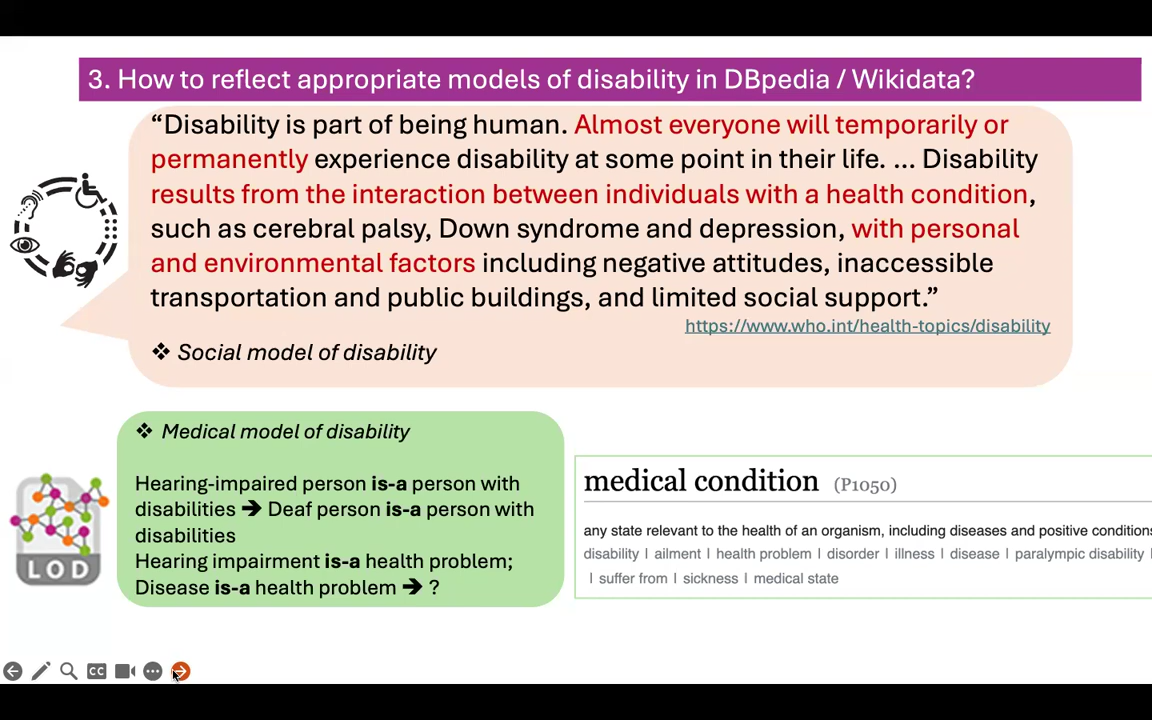 3. How to reflect appropriate models of disability in DBpedia / Wikidata?
“Disability is part of being human. Almost everyone will temporarily or
permanently experience disability at some point in their life. … Disability
results from the interaction between individuals with a health condition,
such as cerebral palsy, Down syndrome and depression, with personal
and environmental factors including negative attitudes, inaccessible
transportation and public buildings, and limited social support.”
https://www.who.int/health-topics/disability
❖ Social model of disability
❖ Medical model of disability
Hearing-impaired person is-a person with
disabilities ➔ Deaf person is-a person with
disabilities
Hearing impairment is-a health problem;
Disease is-a health problem ➔ ?
LOD
medical condition (P1050)
any state relevant to the health of an organism, including diseases and positive conditions
disability | ailment | health problem | disorder | illness | disease | paralympic disability
| suffer from | sickness | medical state
CC